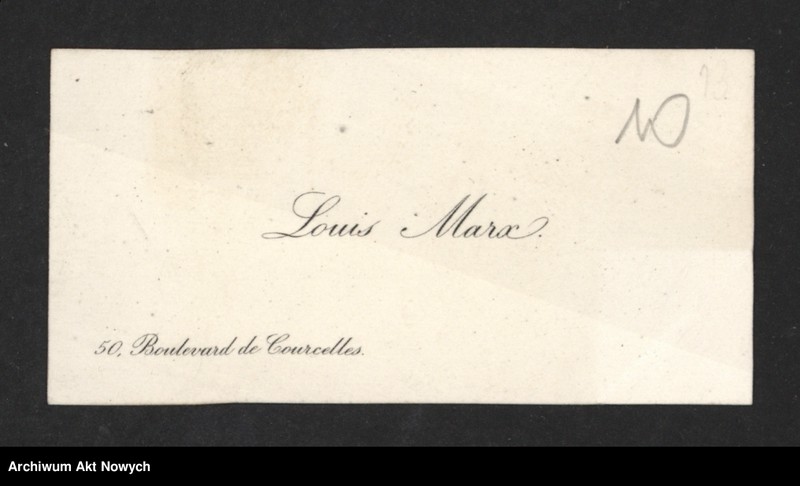 10
Louis Marx.
50, Boulevard de Courcelles.
Archiwum Akt Nowych